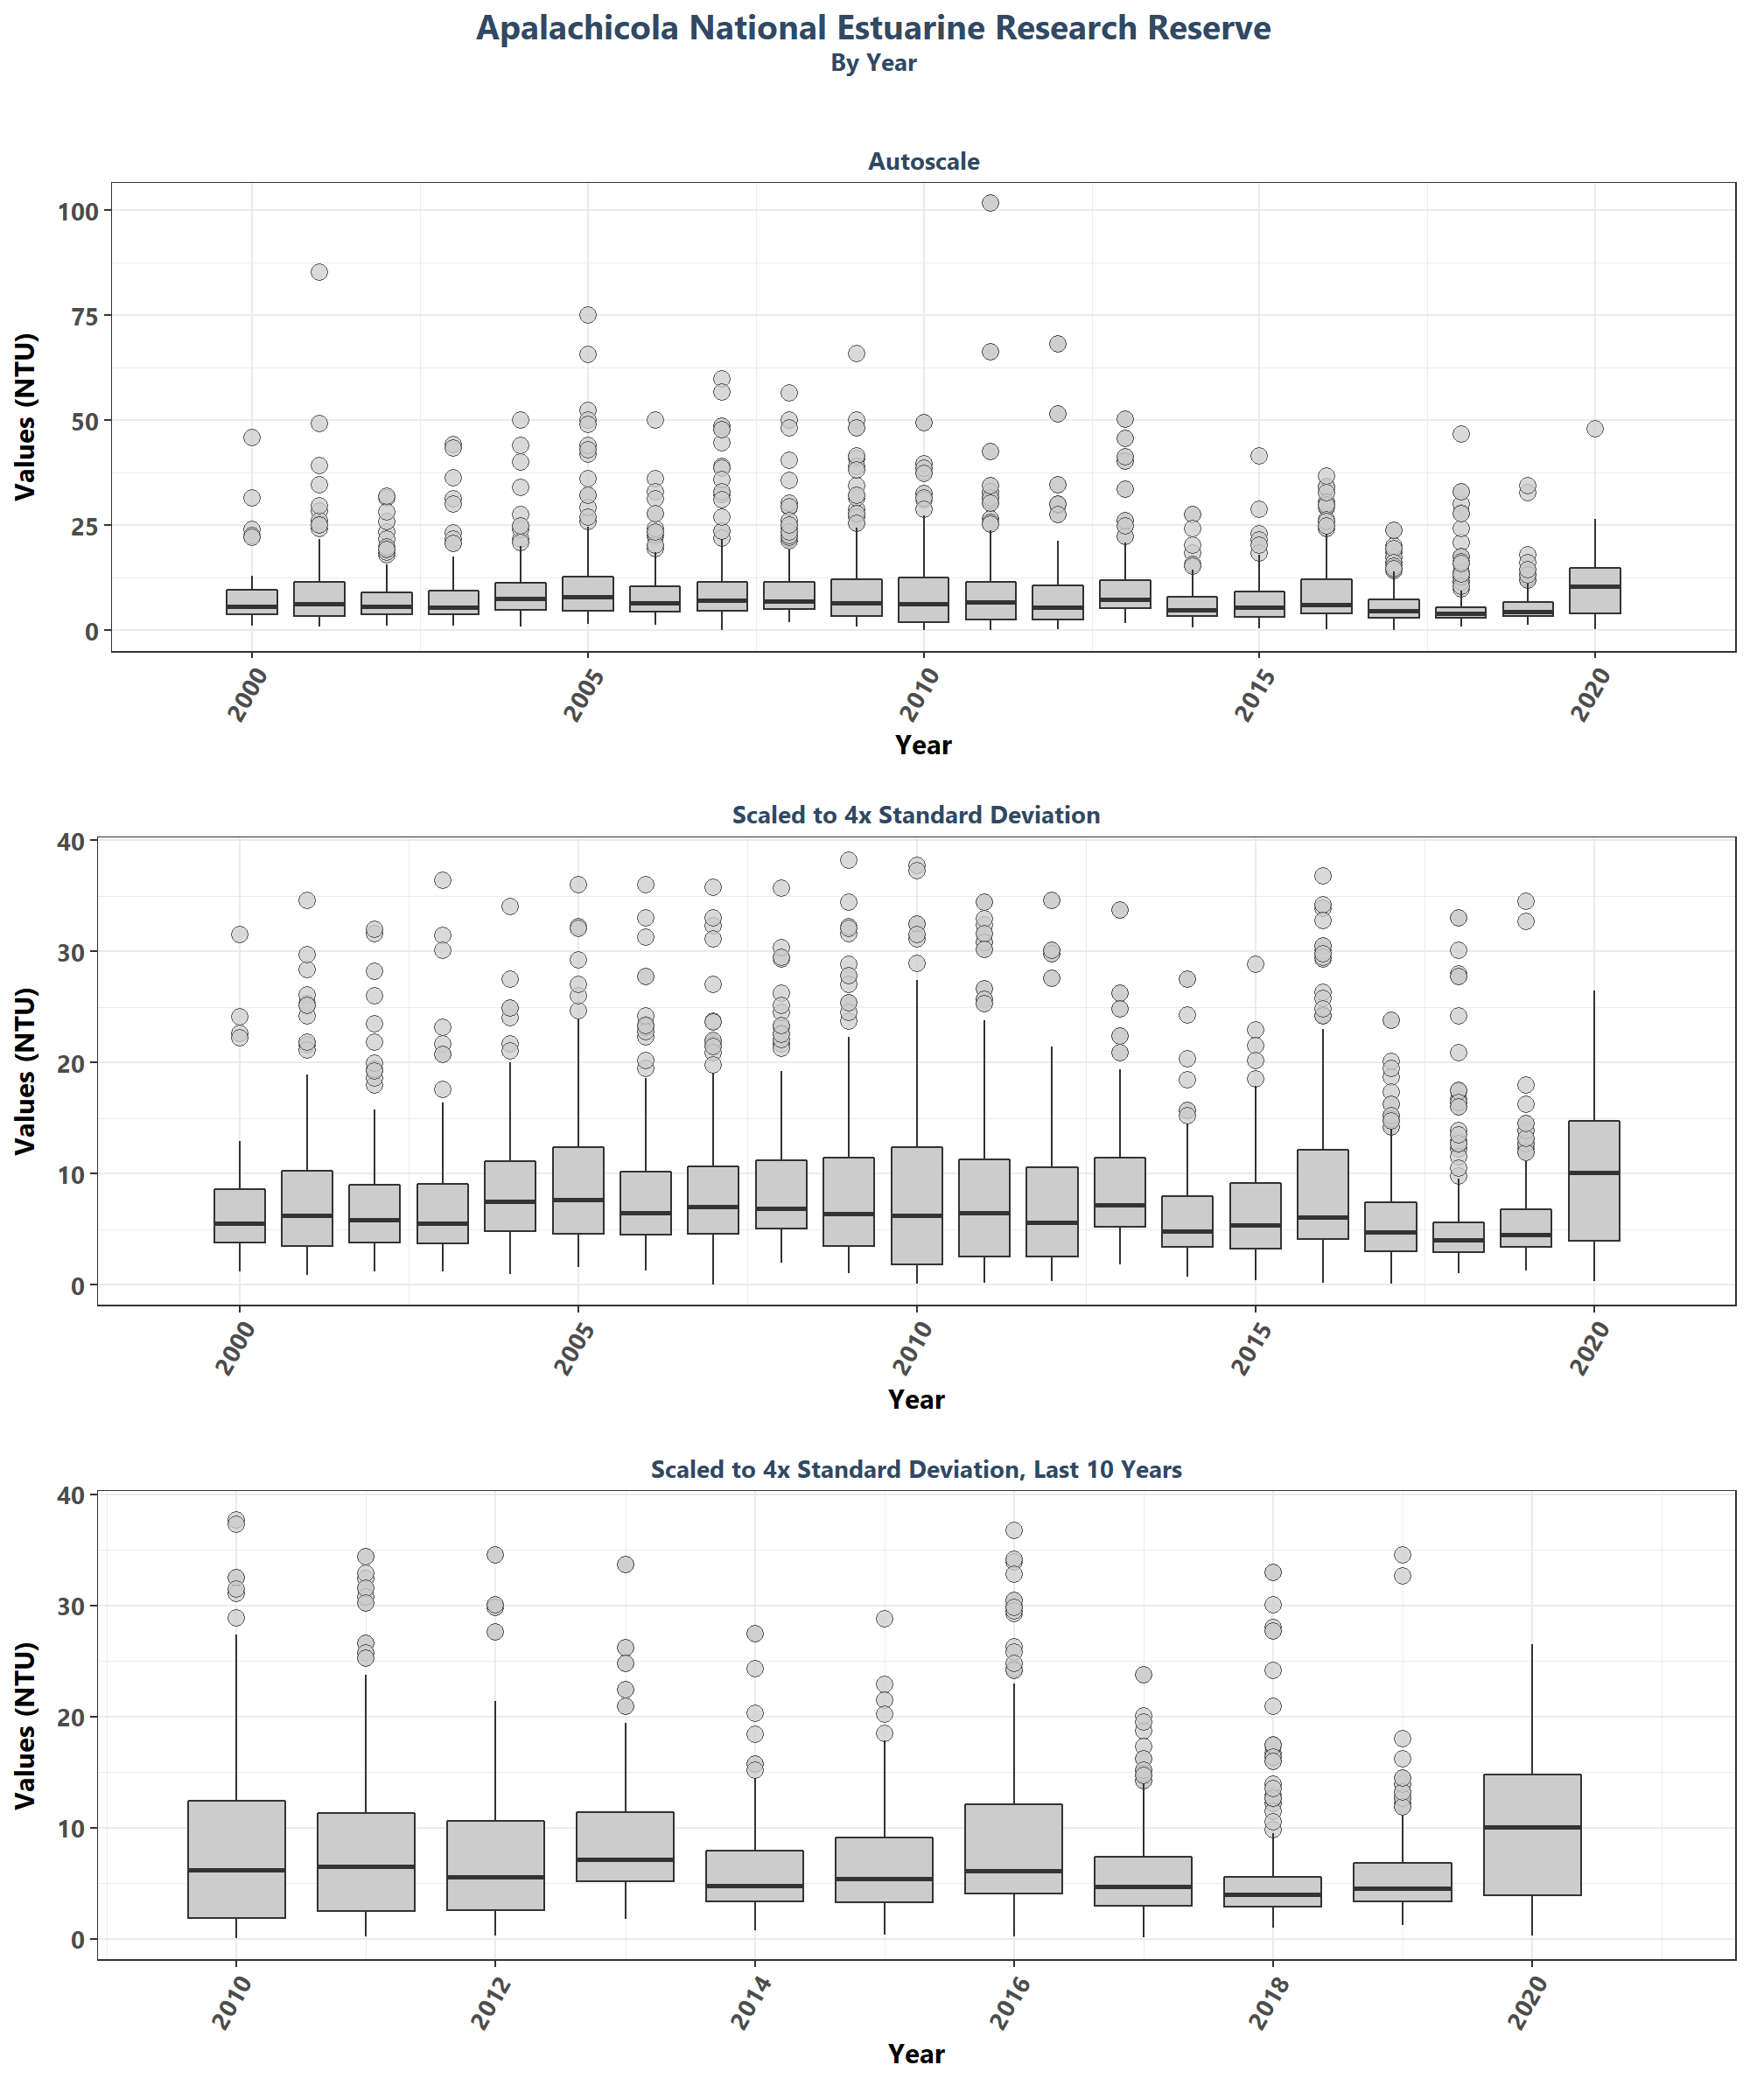 Apalachicola National Estuarine Research Reserve
By Year
Autoscale
Values (NTU)
100
75
50
25
0
2000
2005
2010
2015
2020
Year
Scaled to 4x Standard Deviation
Values (NTU)
40
30
20
10
0
2000
2005
2010
2015
2020
Year
Scaled to 4x Standard Deviation, Last 10 Years
Values (NTU)
40
30
20
10
0
2010
2012
2014
2016
2018
2020
Year